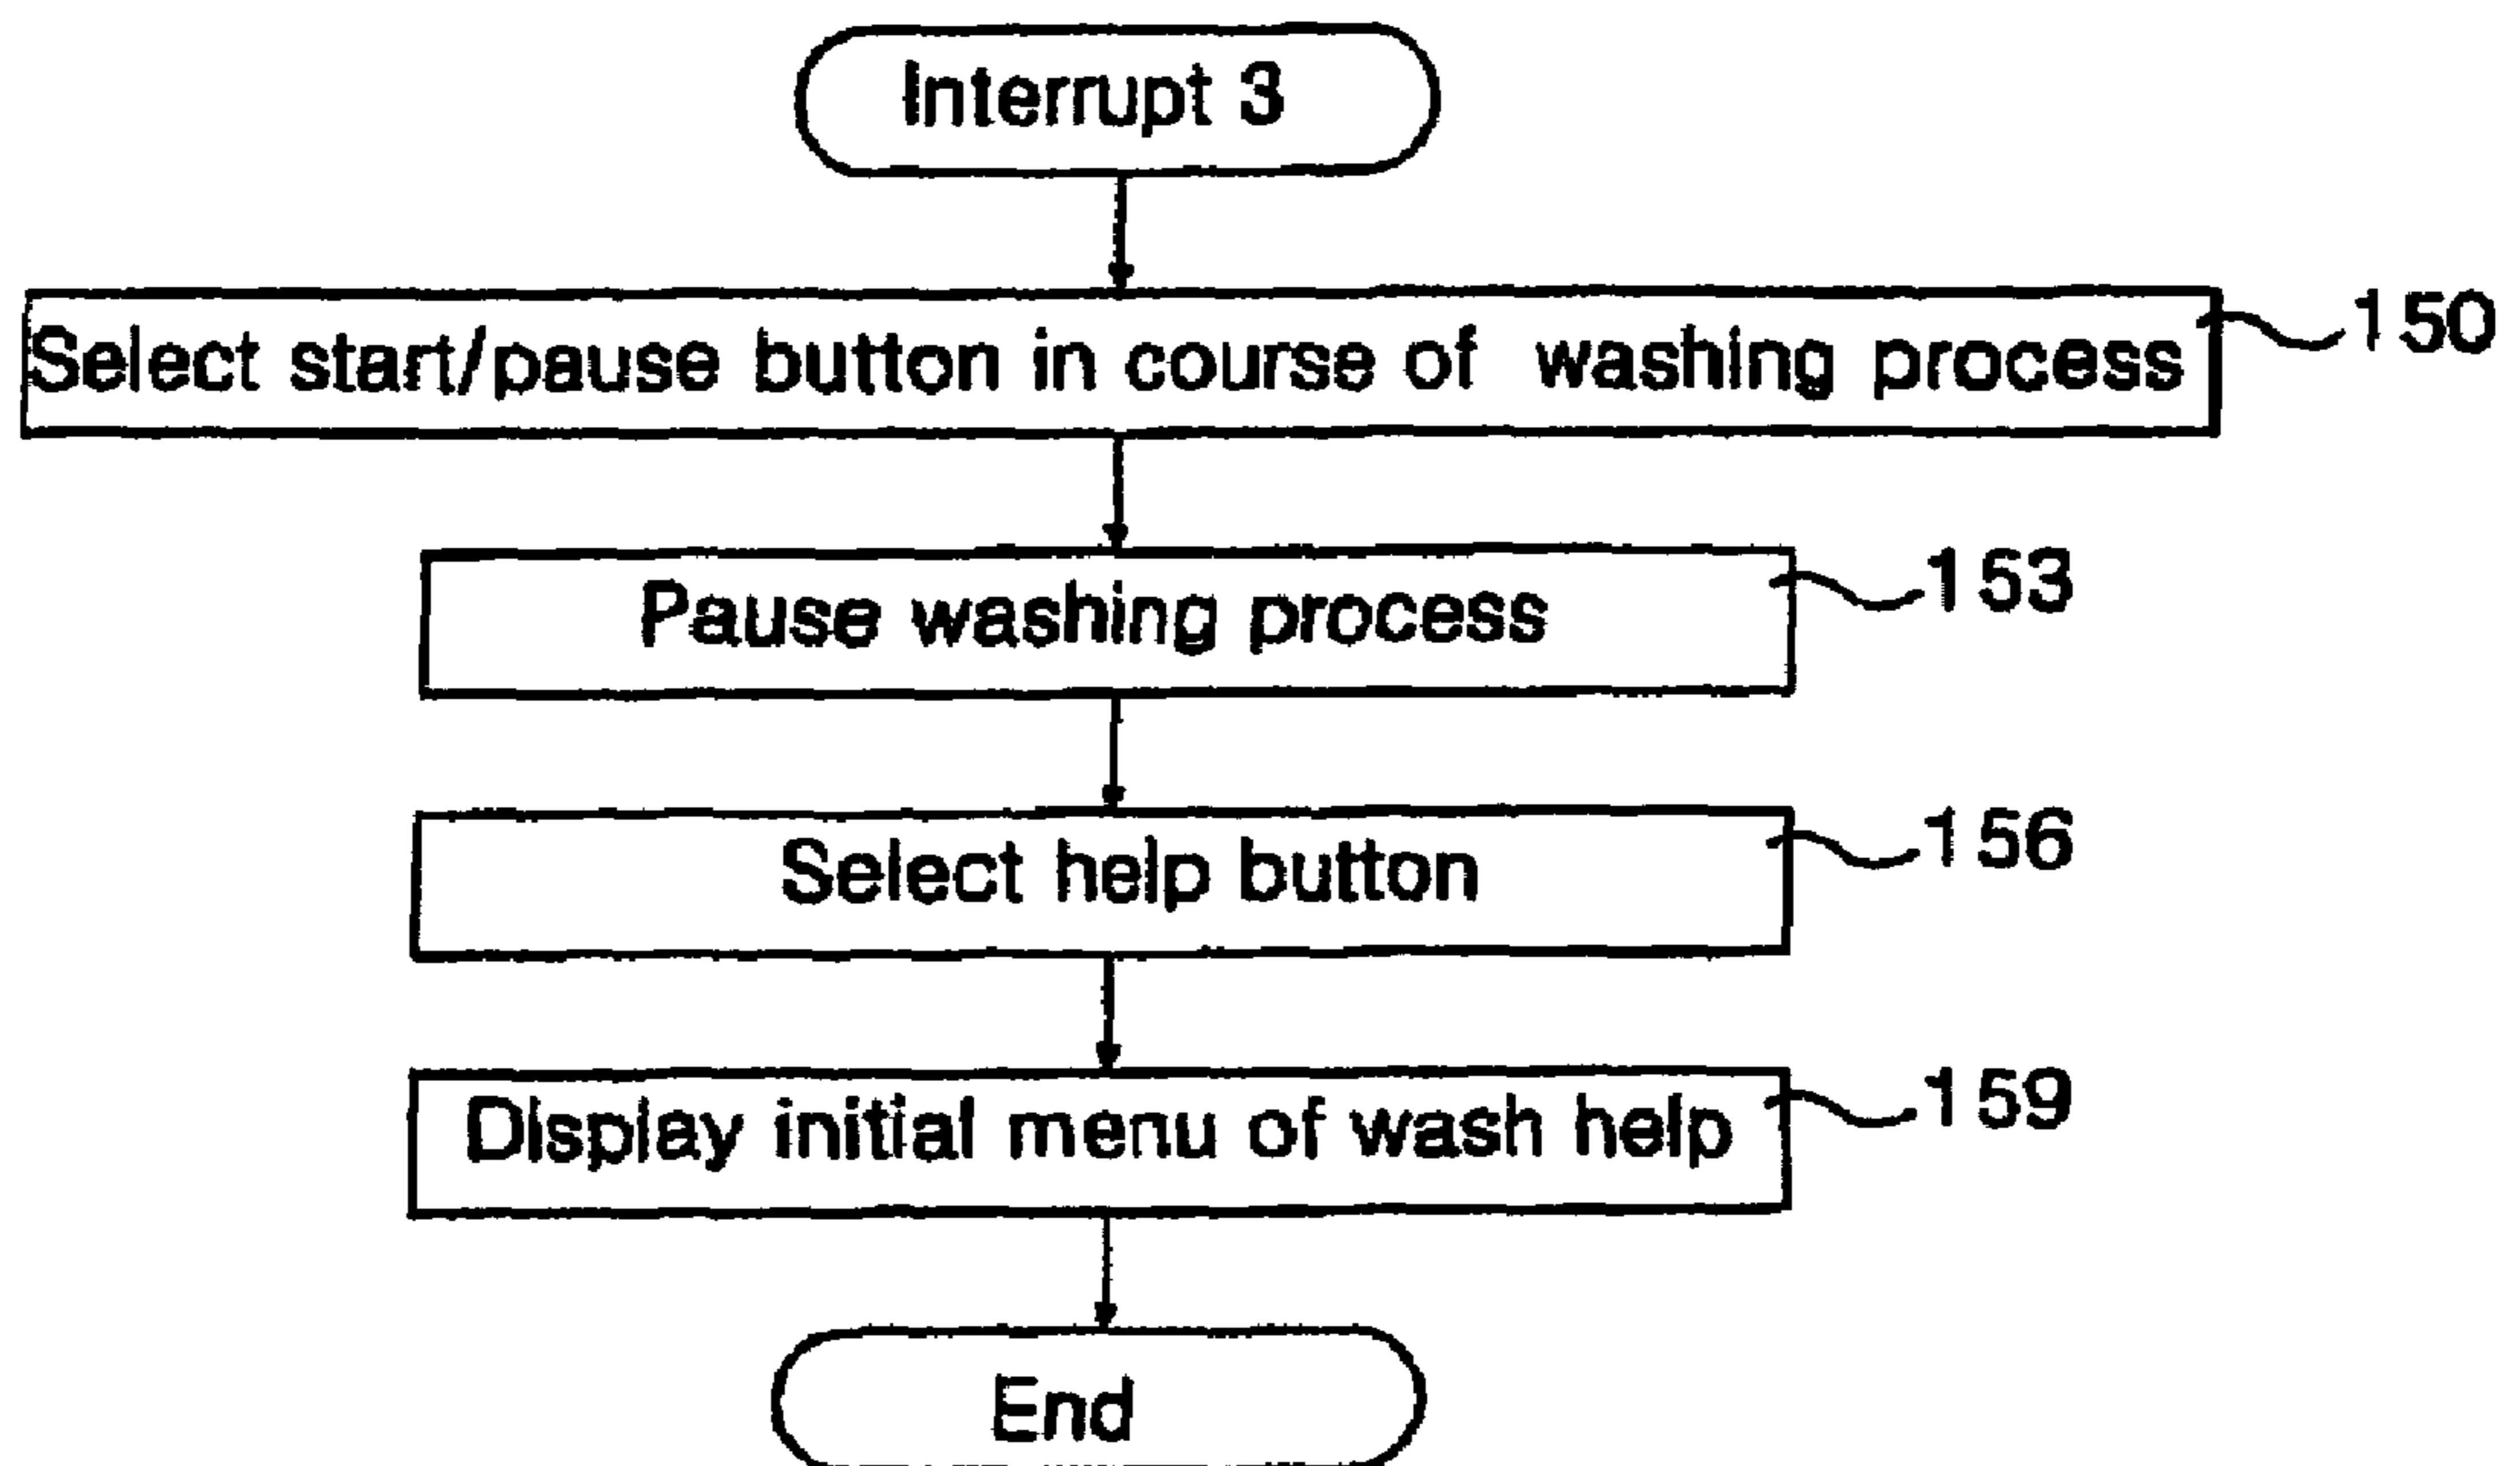 Interrupt 3
Select start/pause button in course of washing process
150
Pause washing process
153
Select help button
156
Display initial menu of wash help
159
End